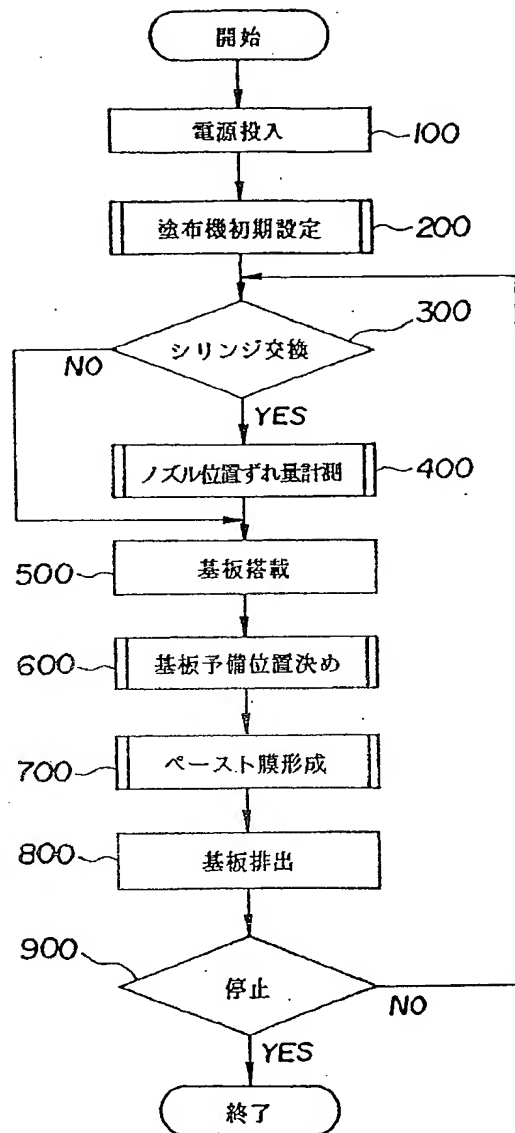 開始
電源投入
100
塗布機初期設定
200
シリンジ交換
300
NO
YES
ノズル位置ずれ量計測
400
500
基板搭載
600
基板予備位置決め
700
ペースト膜形成
800
基板排出
900
停止
NO
YES
終了